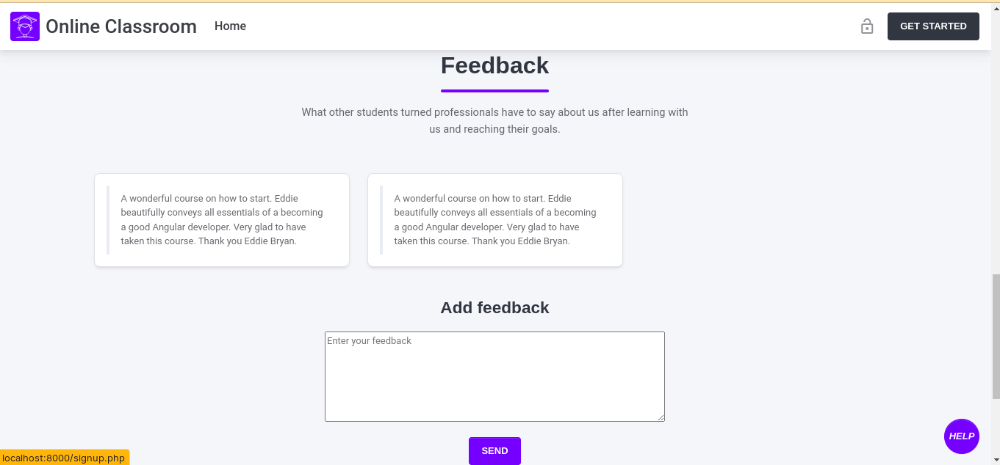 Online Classroom Home GET STARTED
Feedback
What other students turned professionals have to say about us after learning with
us and reaching their goals.
A wonderful course on how to start. Eddie
beautifully conveys all essentials of a becoming
a good Angular developer. Very glad to have
taken this course. Thank you Eddie Bryan.
A wonderful course on how to start. Eddie
beautifully conveys all essentials of a becoming
a good Angular developer. Very glad to have
taken this course. Thank you Eddie Bryan.
Add feedback
Enter your feedback
SEND
HELP
localhost:8000/signup.php